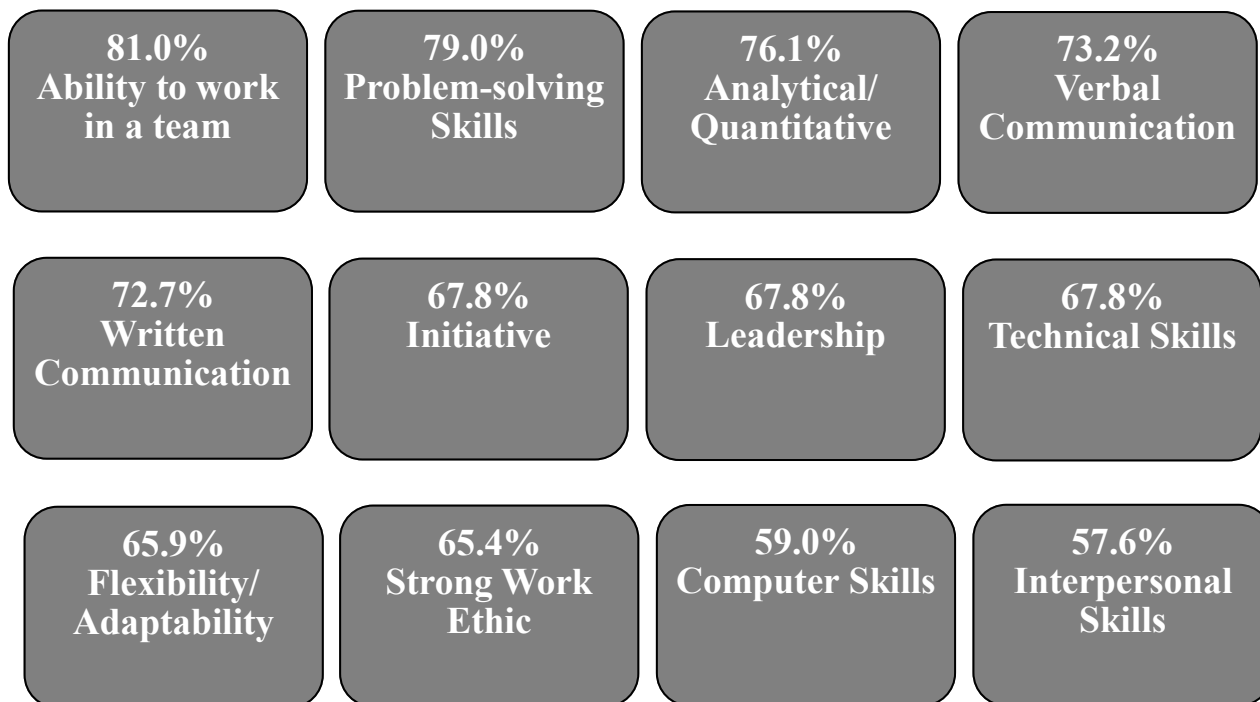 81.0%
Ability to work
in a team
79.0%
Problem-solving
Skills
76.1%
Analytical/
Quantitative
73.2%
Verbal
Communication
72.7%
Written
Communication
67.8%
Initiative
67.8%
Leadership
67.8%
Technical Skills
65.9%
Flexibility/
Adaptability
65.4%
Strong Work
Ethic
59.0%
Computer Skills
57.6%
Interpersonal
Skills